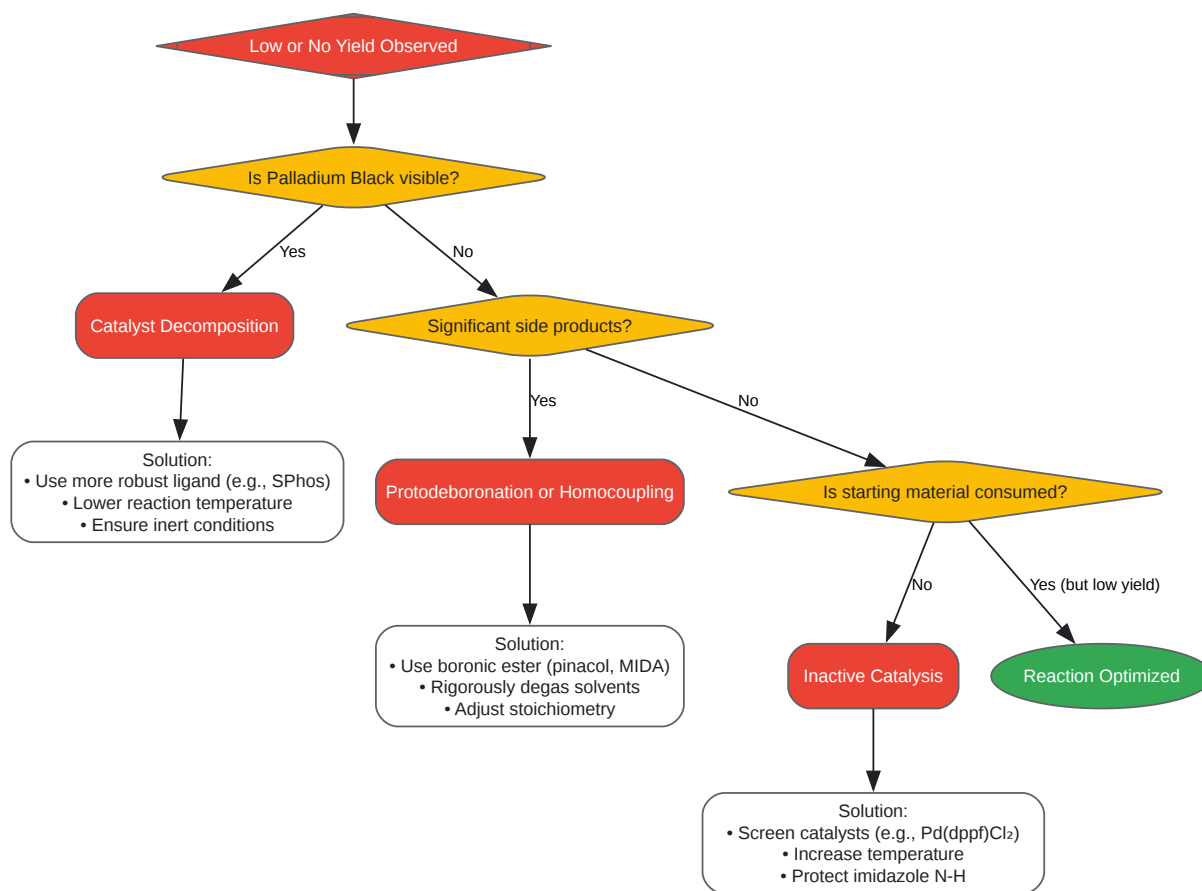 Low or No Yield Observed
Is Palladium Black visible?
Yes
No
Catalyst Decomposition
Significant side products?
Solution:
• Use more robust ligand (e.g., SPhos)
• Lower reaction temperature
• Ensure inert conditions
Yes
No
Protodeboronation or Homocoupling
Is starting material consumed?
Solution:
• Use boronic ester (pinacol, MIDA)
• Rigorously degas solvents
• Adjust stoichiometry
No
Yes (but low yield)
Inactive Catalysis
Reaction Optimized
Solution:
• Screen catalysts (e.g., Pd(dppf)Cl₂)
• Increase temperature
• Protect imidazole N-H